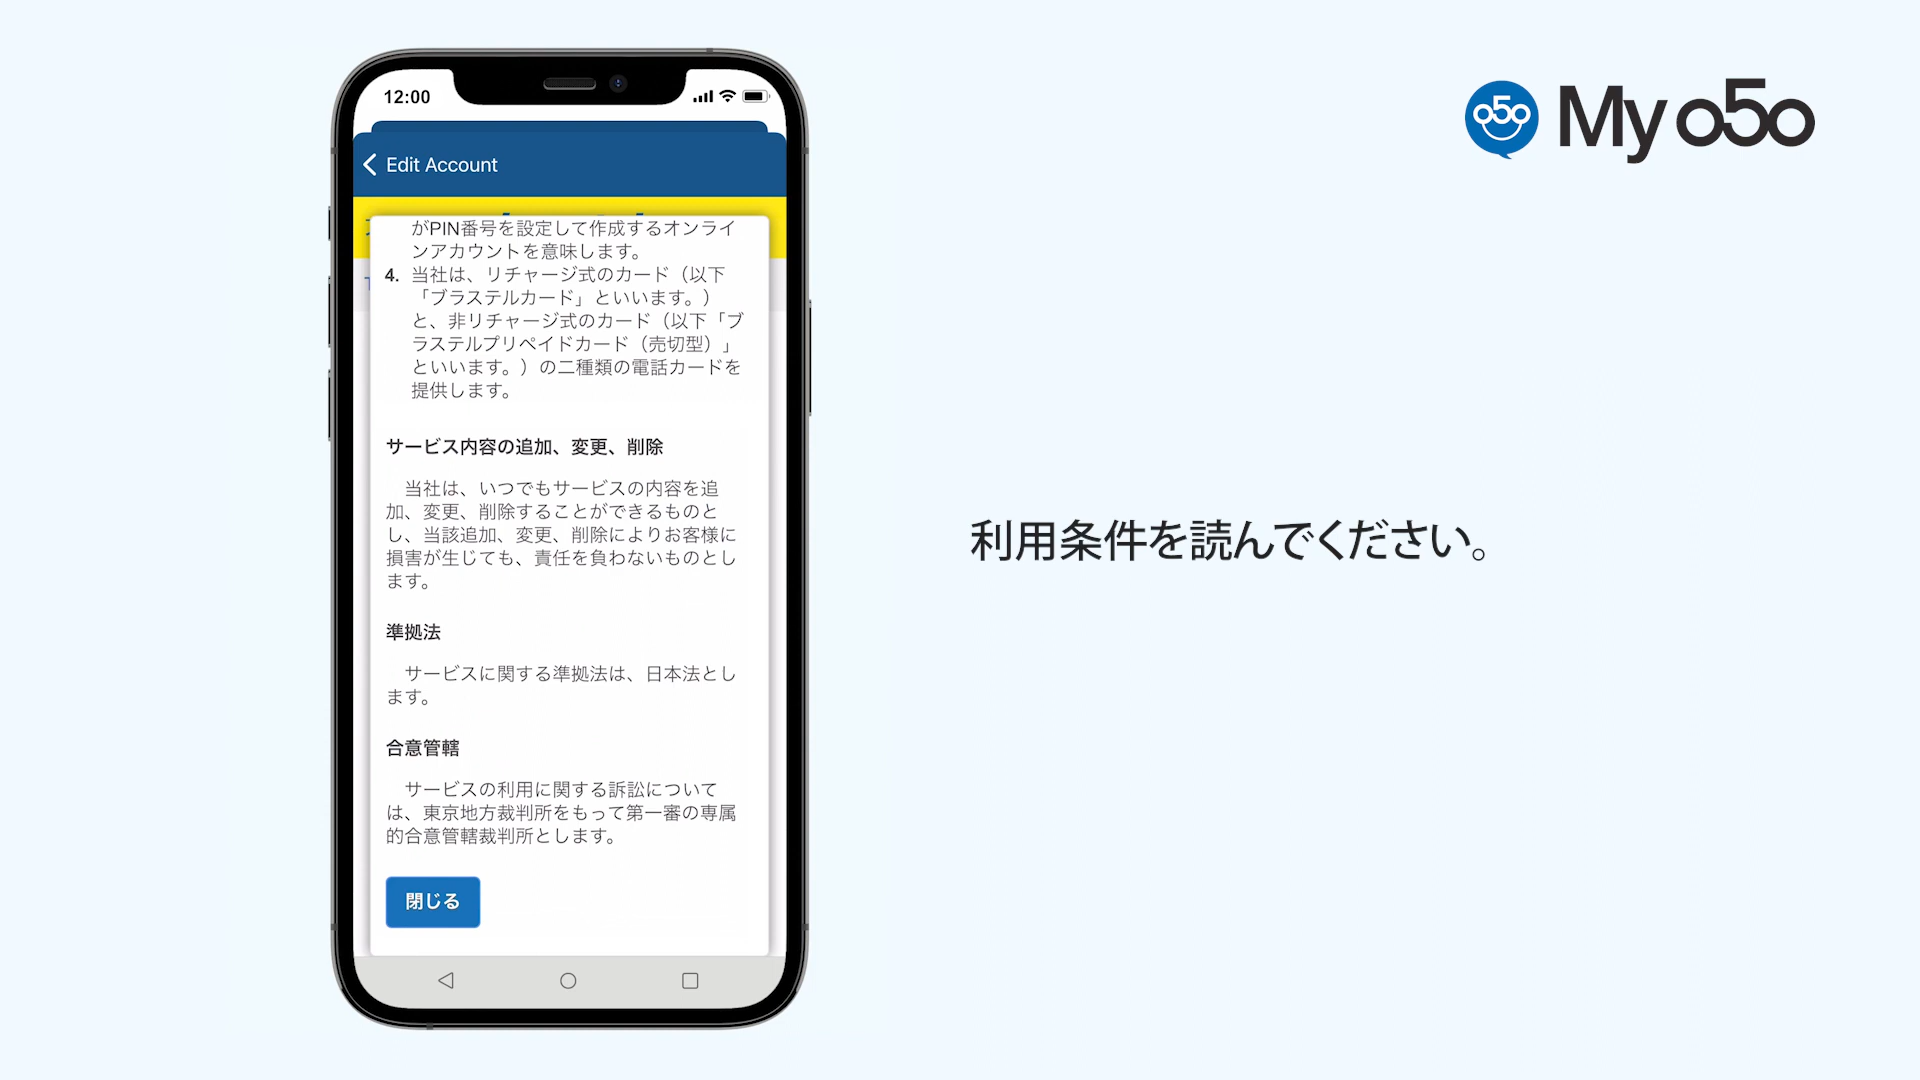 12:00
Edit Account
がPIN番号を設定して作成するオンライ
ンアカウントを意味します。
4. 当社は、リチャージ式のカード（以下
「ブラステルカード」といいます。）
と、非リチャージ式のカード（以下「ブ
ラステルプリペイドカード（売切型）」
といいます。）の二種類の電話カードを
提供します。
サービス内容の追加、変更、削除
当社は、いつでもサービスの内容を追
加、変更、削除することができるものと
し、当該追加、変更、削除によりお客様に
損害が生じても、責任を負わないものとし
ます。
準拠法
サービスに関する準拠法は、日本法とし
ます。
合意管轄
サービスの利用に関する訴訟について
は、東京地方裁判所をもって第一審の専属
的合意管轄裁判所とします。
閉じる
050
My 050
利用条件を読んでください。